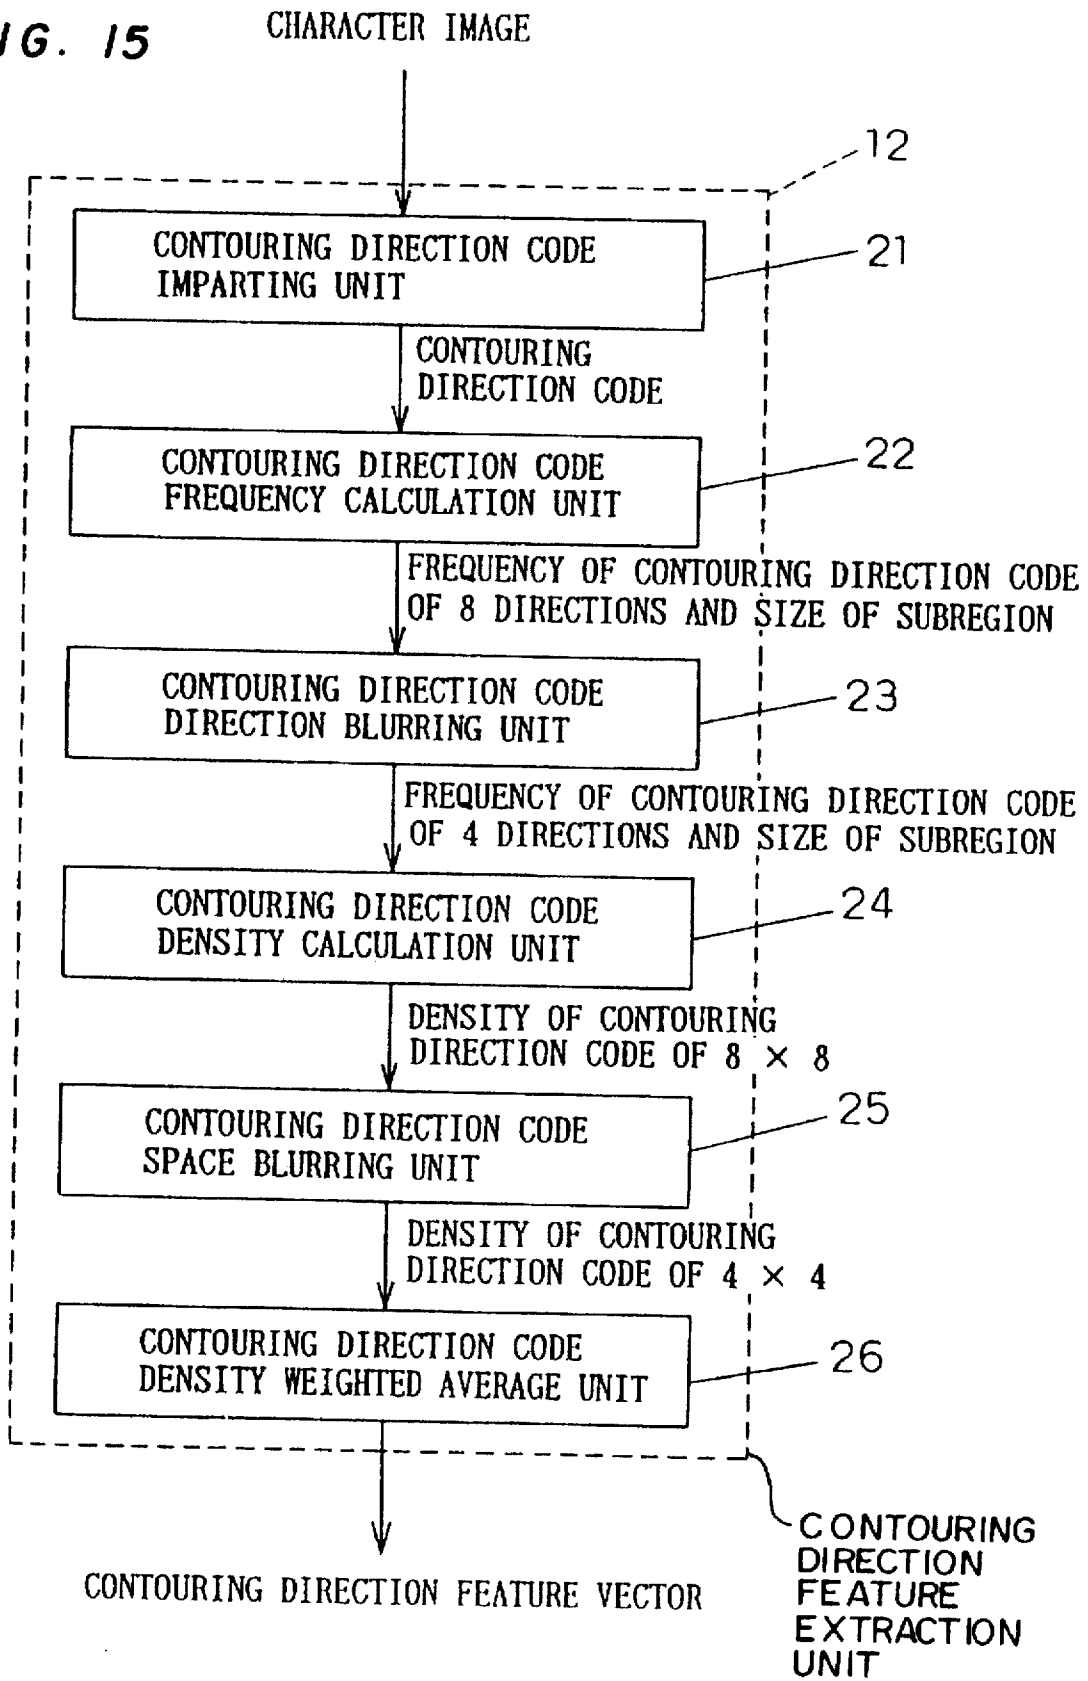 IG. 15
CHARACTER IMAGE
12
CONTOURING DIRECTION CODE
IMPARTING UNIT
21
CONTOURING
DIRECTION CODE
CONTOURING DIRECTION CODE
FREQUENCY CALCULATION UNIT
22
FREQUENCY OF CONTOURING DIRECTION CODE
OF 8 DIRECTIONS AND SIZE OF SUBREGION
CONTOURING DIRECTION CODE
DIRECTION BLURRING UNIT
23
FREQUENCY OF CONTOURING DIRECTION CODE
OF 4 DIRECTIONS AND SIZE OF SUBREGION
CONTOURING DIRECTION CODE
DENSITY CALCULATION UNIT
24
DENSITY OF CONTOURING
DIRECTION CODE OF 8 × 8
CONTOURING DIRECTION CODE
SPACE BLURRING UNIT
25
DENSITY OF CONTOURING
DIRECTION CODE OF 4 × 4
CONTOURING DIRECTION CODE
DENSITY WEIGHTED AVERAGE UNIT
26
CONTOURING DIRECTION FEATURE VECTOR
CONTOURING
DIRECTION
FEATURE
EXTRACTION
UNIT